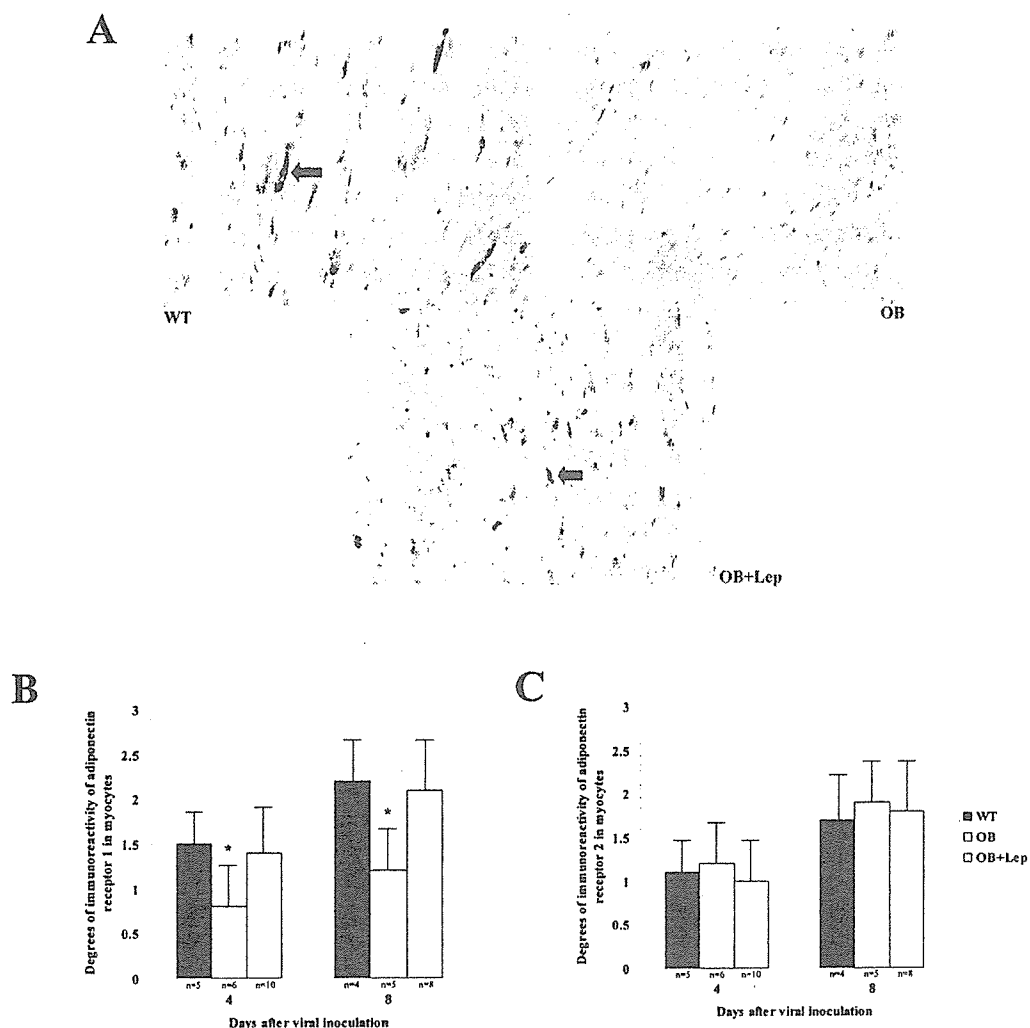 A
WT
OB
OB+Lep
B
Degrees of immunoreactivity of adiponectin
receptor 1 in myocytes
3
2.5
2
1.5
1
0.5
0
*
*
n=5 n=6 n=10
n=4 n=5 n=8
4
8
Days after viral inoculation
C
Degrees of immunoreactivity of adiponectin
receptor 2 in myocytes
3
2.5
2
1.5
1
0.5
0
n=5 n=6 n=10
n=4 n=5 n=8
4
8
Days after viral inoculation
WT
OB
OB+Lep